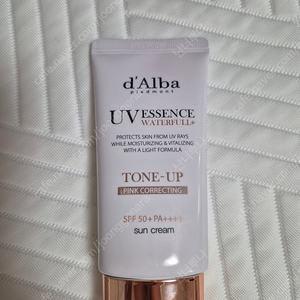 d'Alba
piedmont
UV ESSENCE
WATERFULL+
PROTECTS SKIN FROM UV RAYS
WHILE MOISTURIZING & VITALIZING
WITH A LIGHT FORMULA
TONE-UP
PINK CORRECTING
SPF 50+ PA++++
sun cream